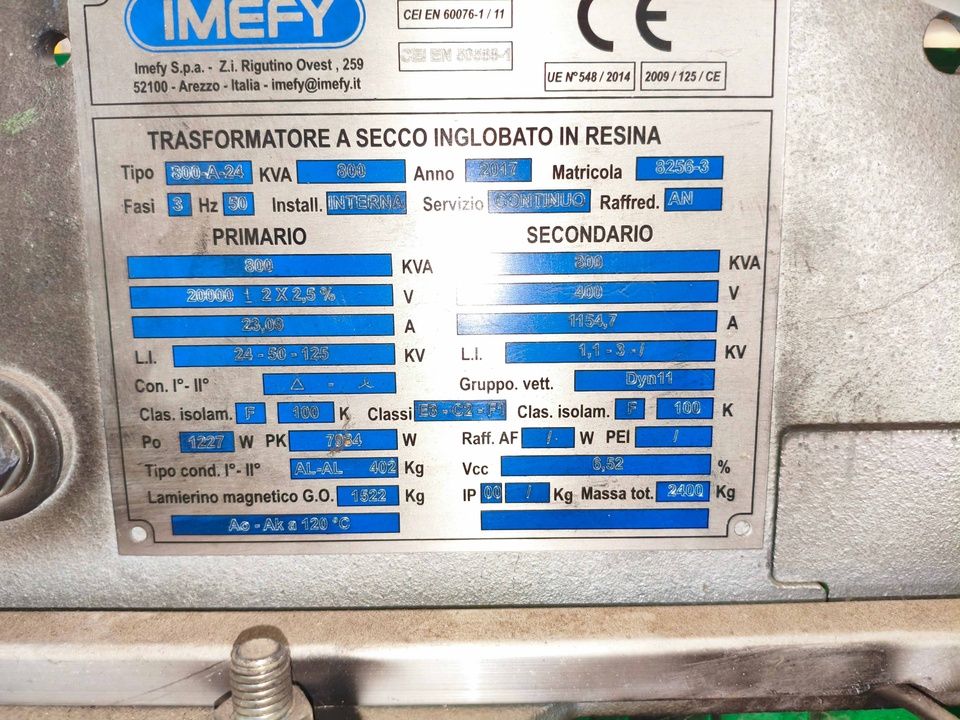 IMEFY
Imefy S.p.a. - Z.i. Rigutino Ovest , 259
52100 - Arezzo - Italia - imefy@imefy.it
CEI EN 60076-1 / 11
CEI EN 50588-1
CE
UE N° 548 / 2014 2009 / 125 / CE
TRASFORMATORE A SECCO INGLOBATO IN RESINA
Tipo 800-A-24 KVA 800 Anno 2017 Matricola 8256-3
Fasi 3 Hz 50 Install. INTERNA Servizio CONTINUO Raffred. AN
PRIMARIO SECONDARIO
800 KVA 800 KVA
20000 ± 2 X 2,5 % V 400 V
23,09 A 1154,7 A
L.I. 24 - 50 - 125 KV L.I. 1,1 - 3 - / KV
Con. I°- II° △ - Gruppo. vett. Dyn11
Clas. isolam. F 100 K Classi - C2 - F1 Clas. isolam. F 100 K
Po 1227 W PK W Raff. AF / W PEI /
Tipo cond. I°- II° AL-AL 402 Kg Vcc 6,52 %
Lamierino magnetico G.O. 1522 Kg IP 00 / Kg Massa tot. 2400 Kg
Ao - Ak a 120 °C